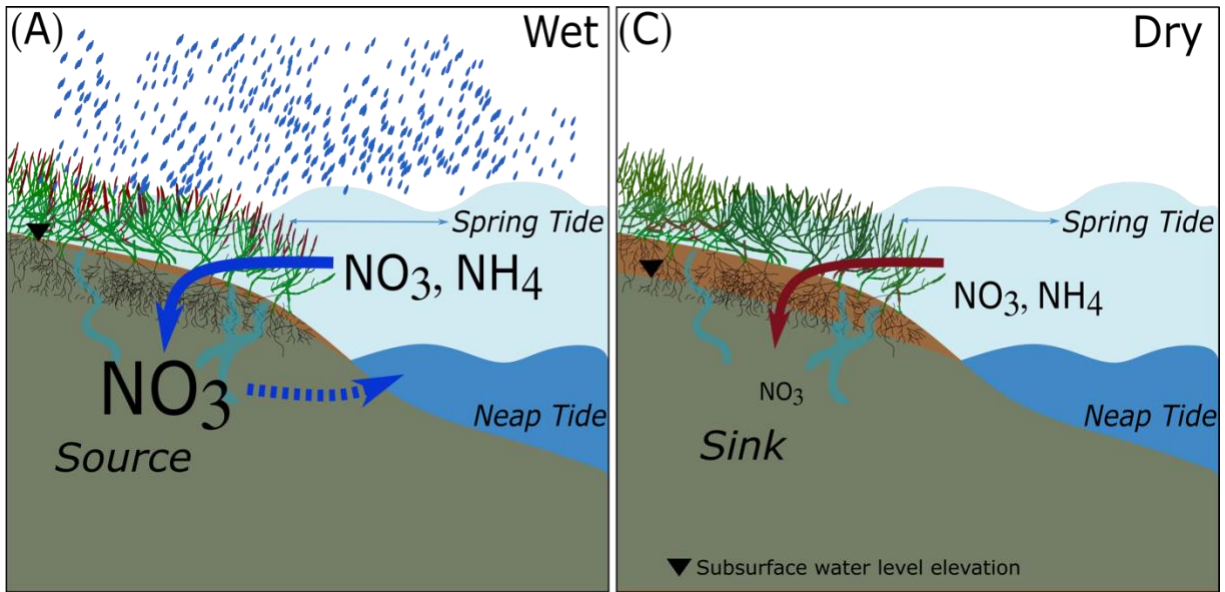 (A)
Wet
Spring Tide
NO3, NH4
NO3
Neap Tide
Source
(C)
Dry
Spring Tide
NO3, NH4
NO3
Neap Tide
Sink
Subsurface water level elevation